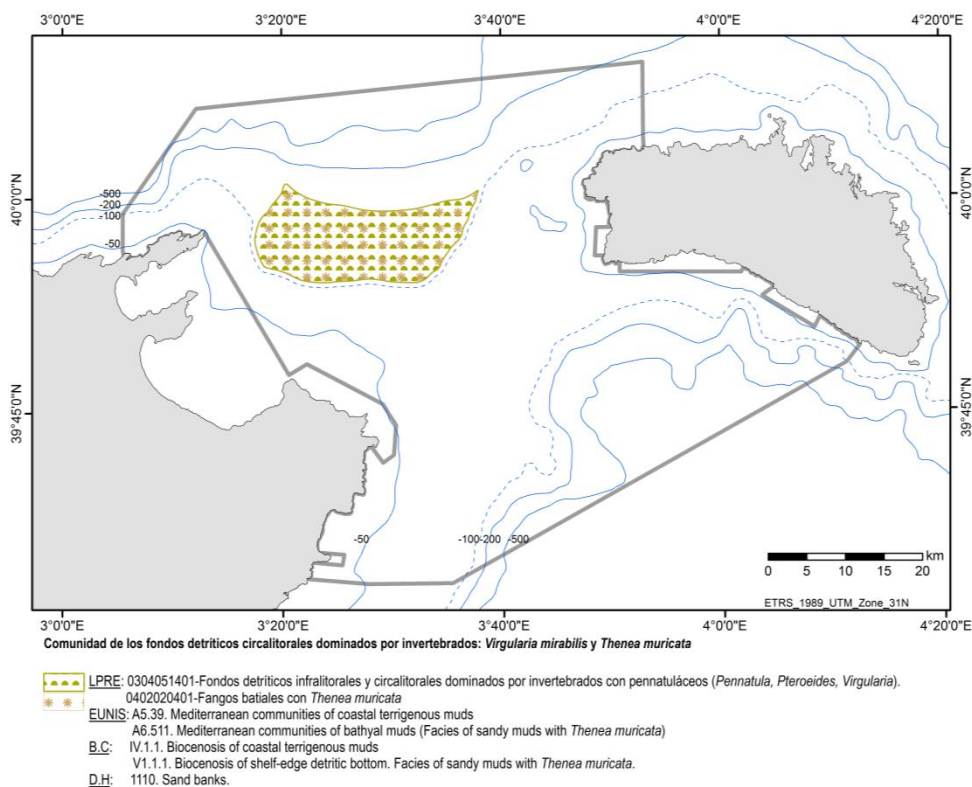 3°0'0"E 3°20'0"E 3°40'0"E 4°0'0"E 4°20'0"E
40°0'0"N
40°0'0"N
-500
-200
-100
-50
39°45'0"N
39°45'0"N
-50
-100
-200
-500
km
0 5 10 15 20
ETRS_1989_UTM_Zone_31N
3°0'0"E 3°20'0"E 3°40'0"E 4°0'0"E 4°20'0"E
Comunidad de los fondos detríticos circalitorales dominados por invertebrados: Virgularia mirabilis y Thenea muricata
LPRE: 0304051401-Fondos detríticos infralitorales y circalitorales dominados por invertebrados con pennatuláceos (Pennatula, Pteroeides, Virgularia).
0402020401-Fangos batiales con Thenea muricata
EUNIS: A5.39. Mediterranean communities of coastal terrigenous muds
A6.511. Mediterranean communities of bathyal muds (Facies of sandy muds with Thenea muricata)
B.C: IV.1.1. Biocenosis of coastal terrigenous muds
V1.1.1. Biocenosis of shelf-edge detritic bottom. Facies of sandy muds with Thenea muricata.
D.H: 1110. Sand banks.